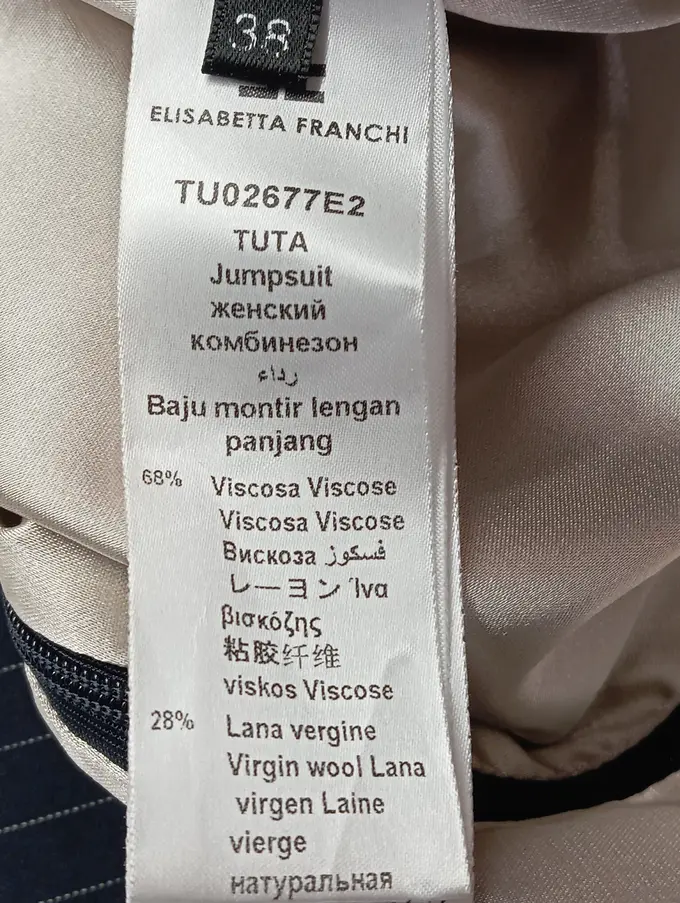 38
ELISABETTA FRANCHI
TU02677E2
TUTA
Jumpsuit
женский
комбинезон
رداء
Baju montir lengan
panjang
68% Viscosa Viscose
Viscosa Viscose
Вискоза فسكوز
レーヨン Ίνα
βισκόζης
粘胶纤维
viskos Viscose
28% Lana vergine
Virgin wool Lana
virgen Laine
vierge
натуральная